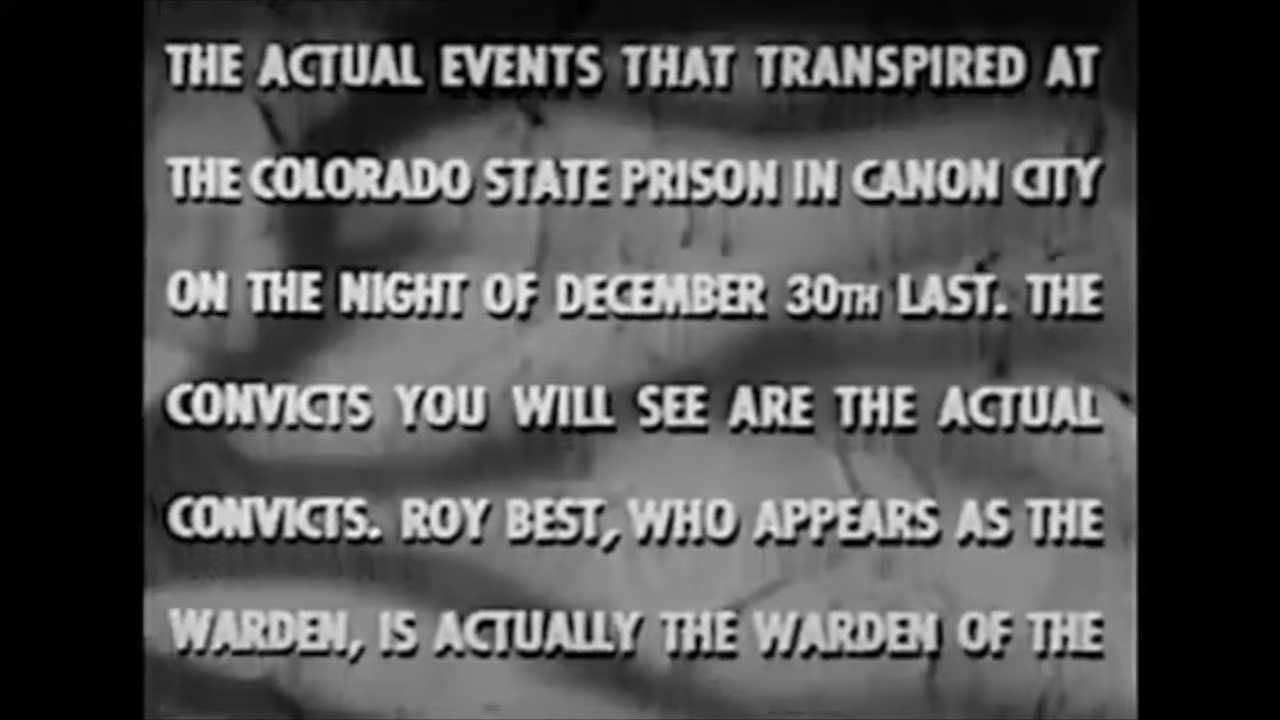 THE ACTUAL EVENTS THAT TRANSPIRED AT
THE COLORADO STATE PRISON IN CANON CITY
ON THE NIGHT OF DECEMBER 30TH LAST. THE
CONVICTS YOU WILL SEE ARE THE ACTUAL
CONVICTS. ROY BEST, WHO APPEARS AS THE
WARDEN, IS ACTUALLY THE WARDEN OF THE